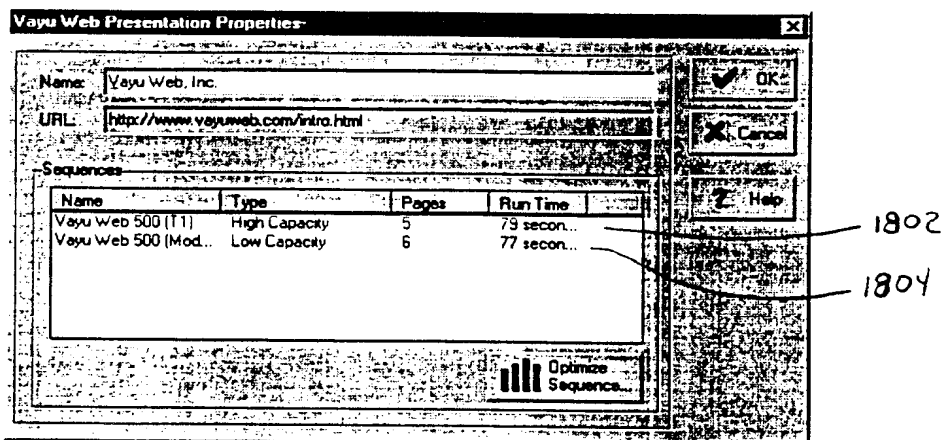 Vayu Web Presentation Properties-
Name: Vayu Web, Inc.
OK
URL: http://www.vayuweb.com/intro.html
Cancel
Sequences
Help
Name Type Pages Run Time
Vayu Web 500 (T1) High Capacity 5 79 secon...
Vayu Web 500 (Mod... Low Capacity 6 77 secon...
1802
1804
Optimize
Sequence...